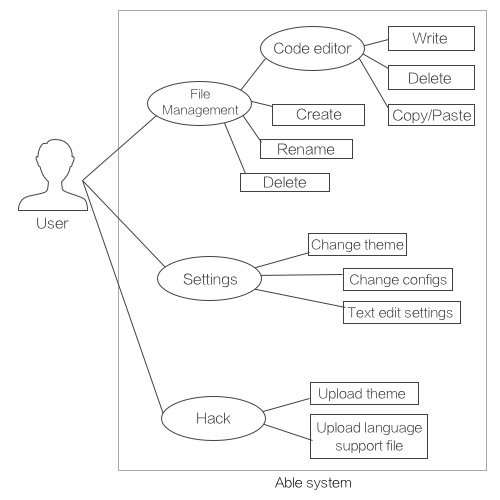 Code editor
Write
Delete
Copy/Paste
File
Management
Create
Rename
Delete
User
Settings
Change theme
Change configs
Text edit settings
Hack
Upload theme
Upload language
support file
Able system